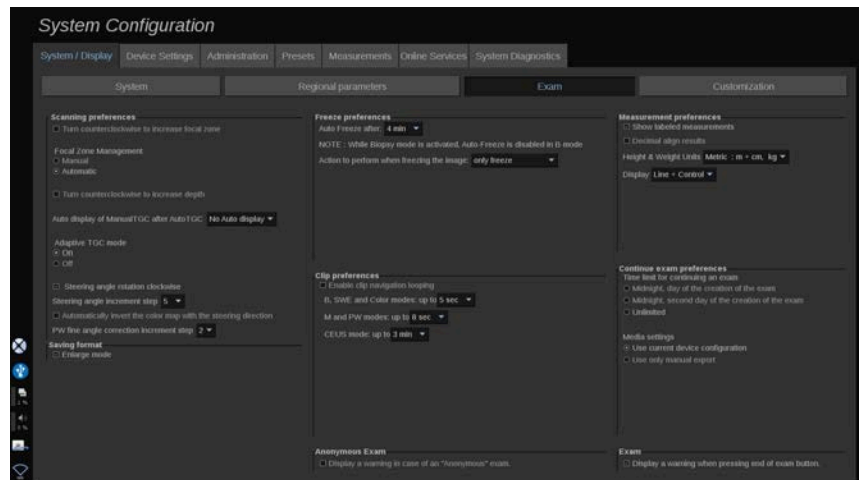 System Configuration
System / Display Device Settings Administration Presets Measurements Online Services System Diagnostics
System Regional parameters Exam Customization
Scanning preferences
Turn counterclockwise to increase focal zone
Focal Zone Management
Manual
Automatic
Turn counterclockwise to increase depth
Auto display of ManualTGC after AutoTGC No Auto display
Adaptive TGC mode
On
Off
Steering angle rotation clockwise
Steering angle increment step 5
Automatically invert the color map with the steering direction
PW fine angle correction increment step 2
Saving format
Enlarge mode
Freeze preferences
Auto Freeze after: 4 min
NOTE : While Biopsy mode is activated, Auto Freeze is disabled in B mode
Action to perform when freezing the image: only freeze
Clip preferences
Enable clip navigation looping
B, SWE and Color modes: up to 5 sec
M and PW modes: up to 8 sec
CEUS mode: up to 3 min
Anonymous Exam
Display a warning in case of an "Anonymous" exam.
Measurement preferences
Show labeled measurements
Decimal align results
Height & Weight Units Metric : m + cm, kg
Display Line + Control
Continue exam preferences
Time limit for continuing an exam
Midnight, day of the creation of the exam
Midnight, second day of the creation of the exam
Unlimited
Media settings
Use current device configuration
Use only manual export
Exam
Display a warning when pressing end of exam button.